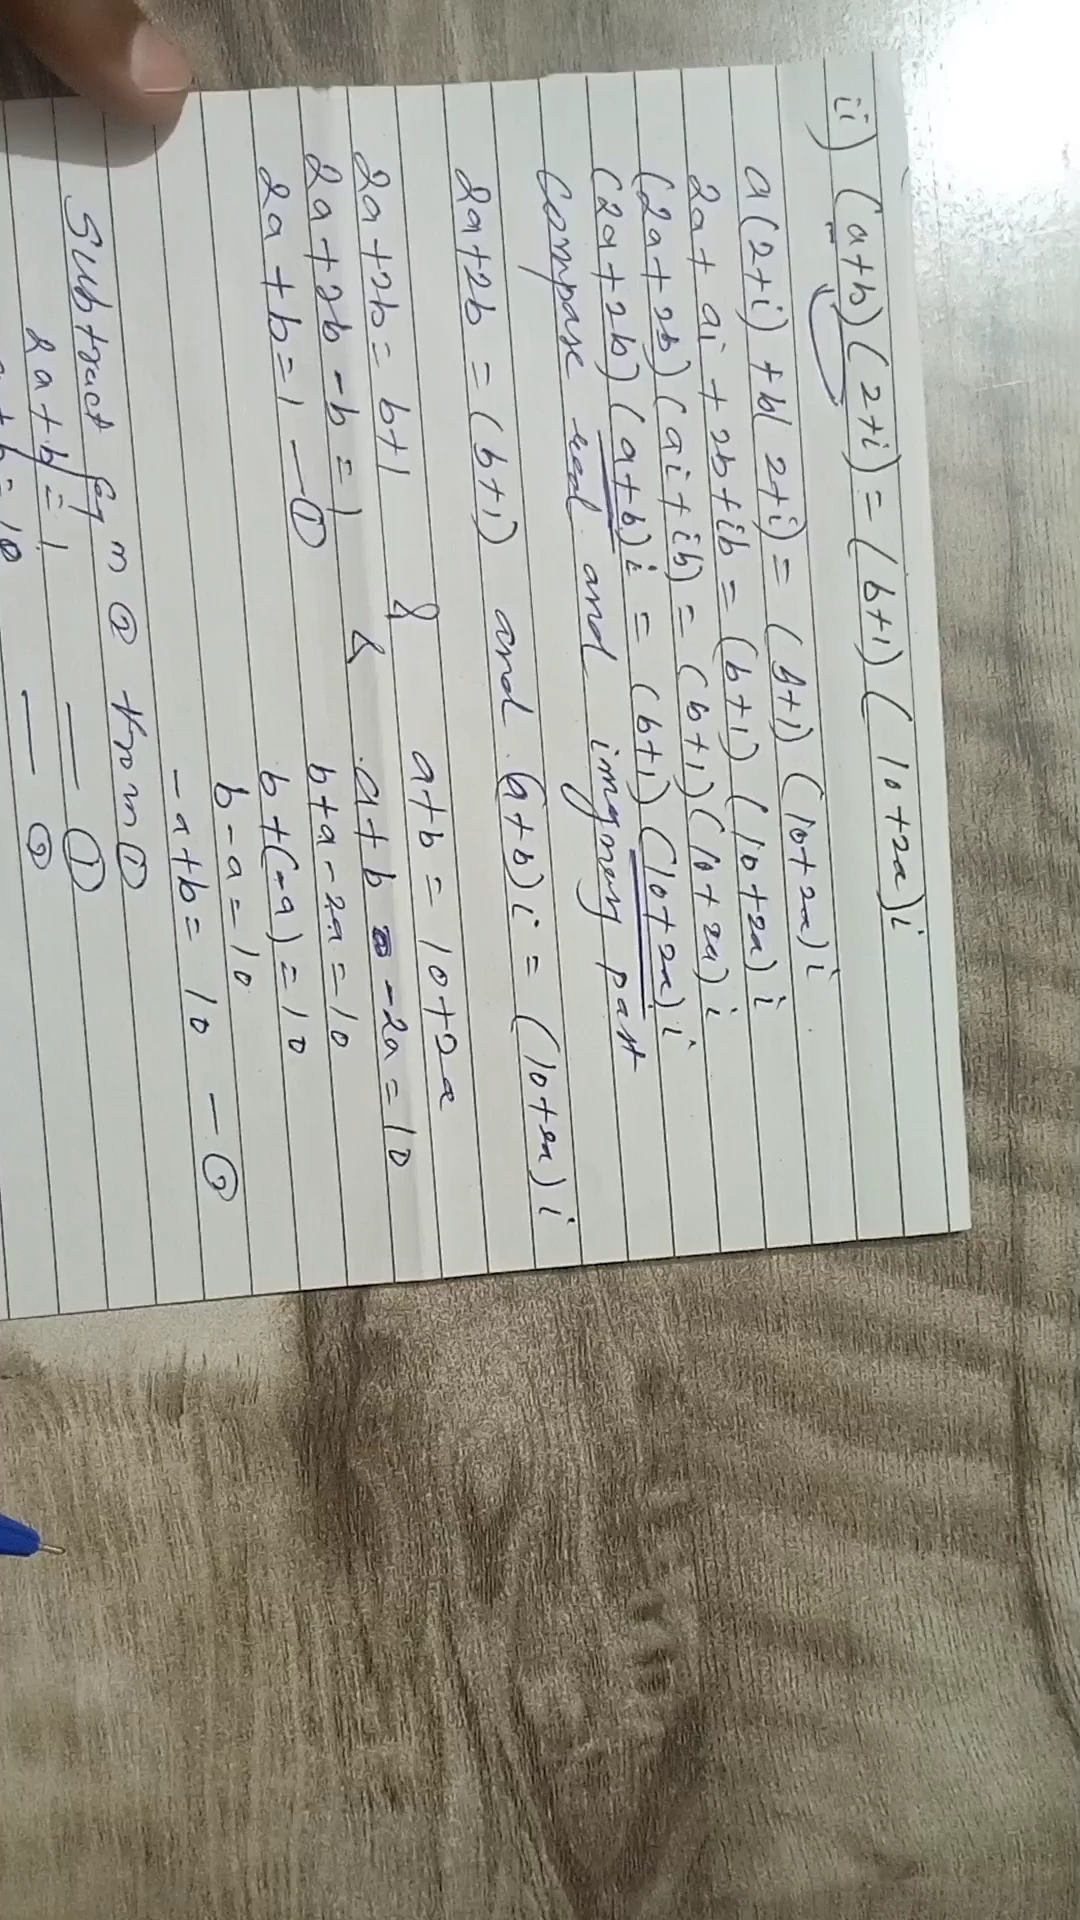 ii) (a+b)(2+i) = (b+1)(10+2a)i
a(2+i)+b(2+i) = (b+1)(10+2a)i
2a+ai+2b+ib = (b+1)(10+2a)i
(2a+2b)(ai+ib) = (b+1)(10+2a)i
(2a+2b)(a+b)i = (b+1)(10+2a)i
compare real and imgnery part
2a+2b = (b+1) and (a+b)i = (10+2a)i
2a+2b = b+1 & a+b = 10+2a
2a+2b-b = 1 & a+b -2a = 10
2a+b = 1 - ① b+a-2a = 10
b+(-a) = 10
b-a = 10
-a+b = 10 - ②
Subtract eq m ② from ①
2a+b = 1 — ①
— ②